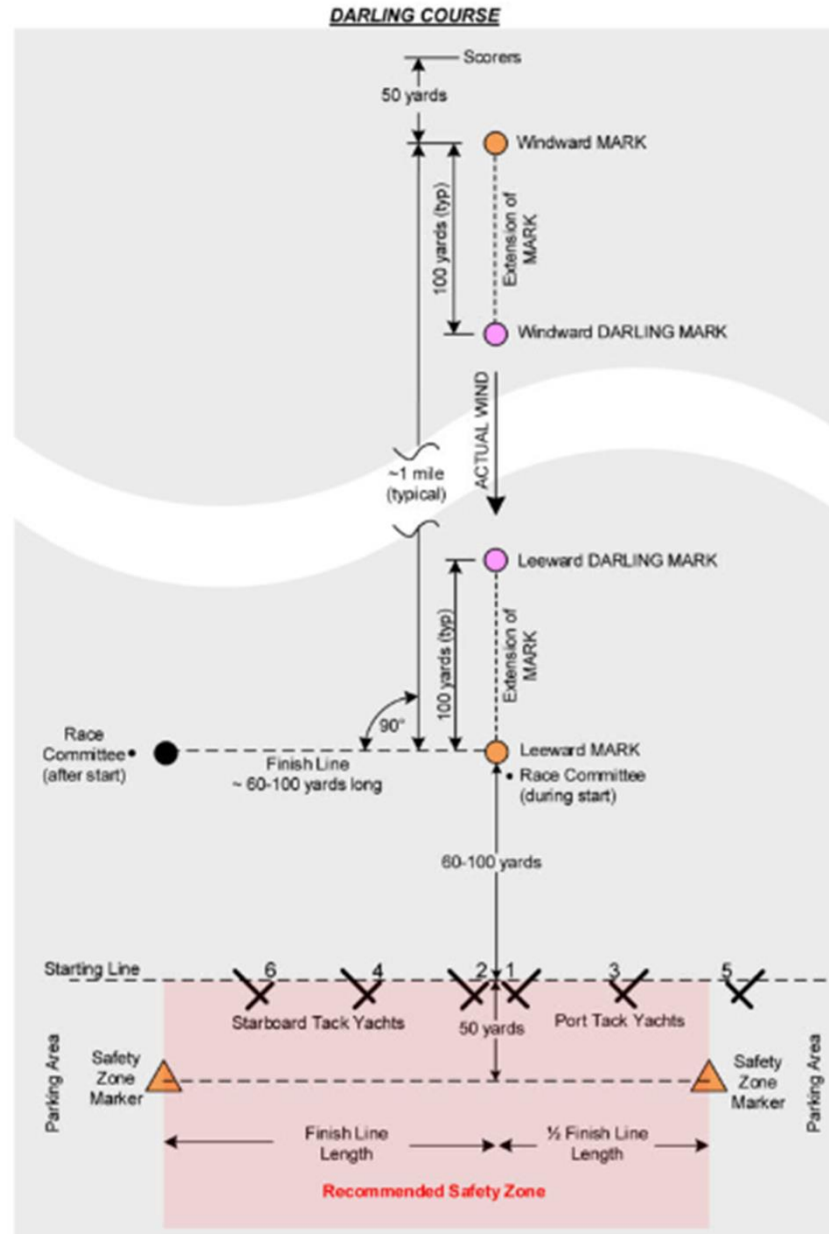 DARLING COURSE
Scorers
50 yards
Windward MARK
100 yards (typ)
Extension of
MARK
Windward DARLING MARK
ACTUAL WIND
~1 mile
(typical)
Leeward DARLING MARK
100 yards (typ)
Extension of
MARK
90°
Race
Committee
(after start)
Finish Line
~ 60-100 yards long
Leeward MARK
Race Committee
(during start)
60-100 yards
Starting Line
6
4
2
1
3
5
Starboard Tack Yachts
50 yards
Port Tack Yachts
Parking Area
Safety
Zone
Marker
Safety
Zone
Marker
Parking Area
Finish Line
Length
½ Finish Line
Length
Recommended Safety Zone